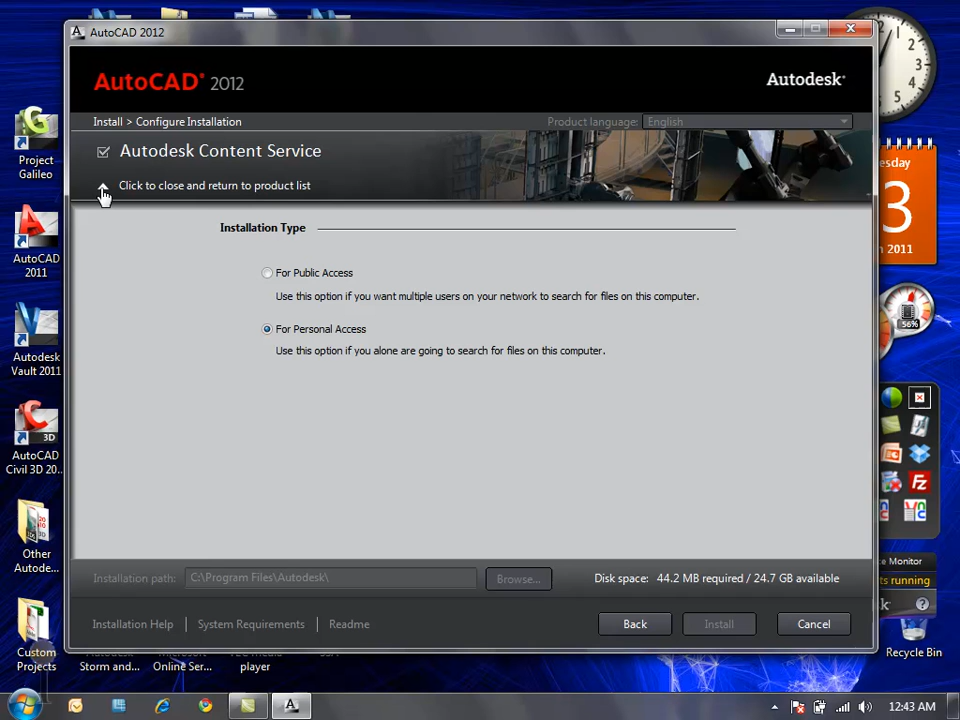 AutoCAD 2012
AutoCAD® 2012
Autodesk®
Install > Configure Installation
Product language: English
Autodesk Content Service
Click to close and return to product list
Installation Type
For Public Access
Use this option if you want multiple users on your network to search for files on this computer.
For Personal Access
Use this option if you alone are going to search for files on this computer.
Installation path: C:\Program Files\Autodesk\
Browse...
Disk space: 44.2 MB required / 24.7 GB available
Installation Help
System Requirements
Readme
Back
Install
Cancel
Project
Galileo
AutoCAD
2011
Autodesk
Vault 2011
3D
AutoCAD
Civil 3D 20...
Other
Autode...
Custom
Projects
Storm and...
Online Ser...
player
2011
56%
Monitor
running
Recycle Bin
12:43 AM